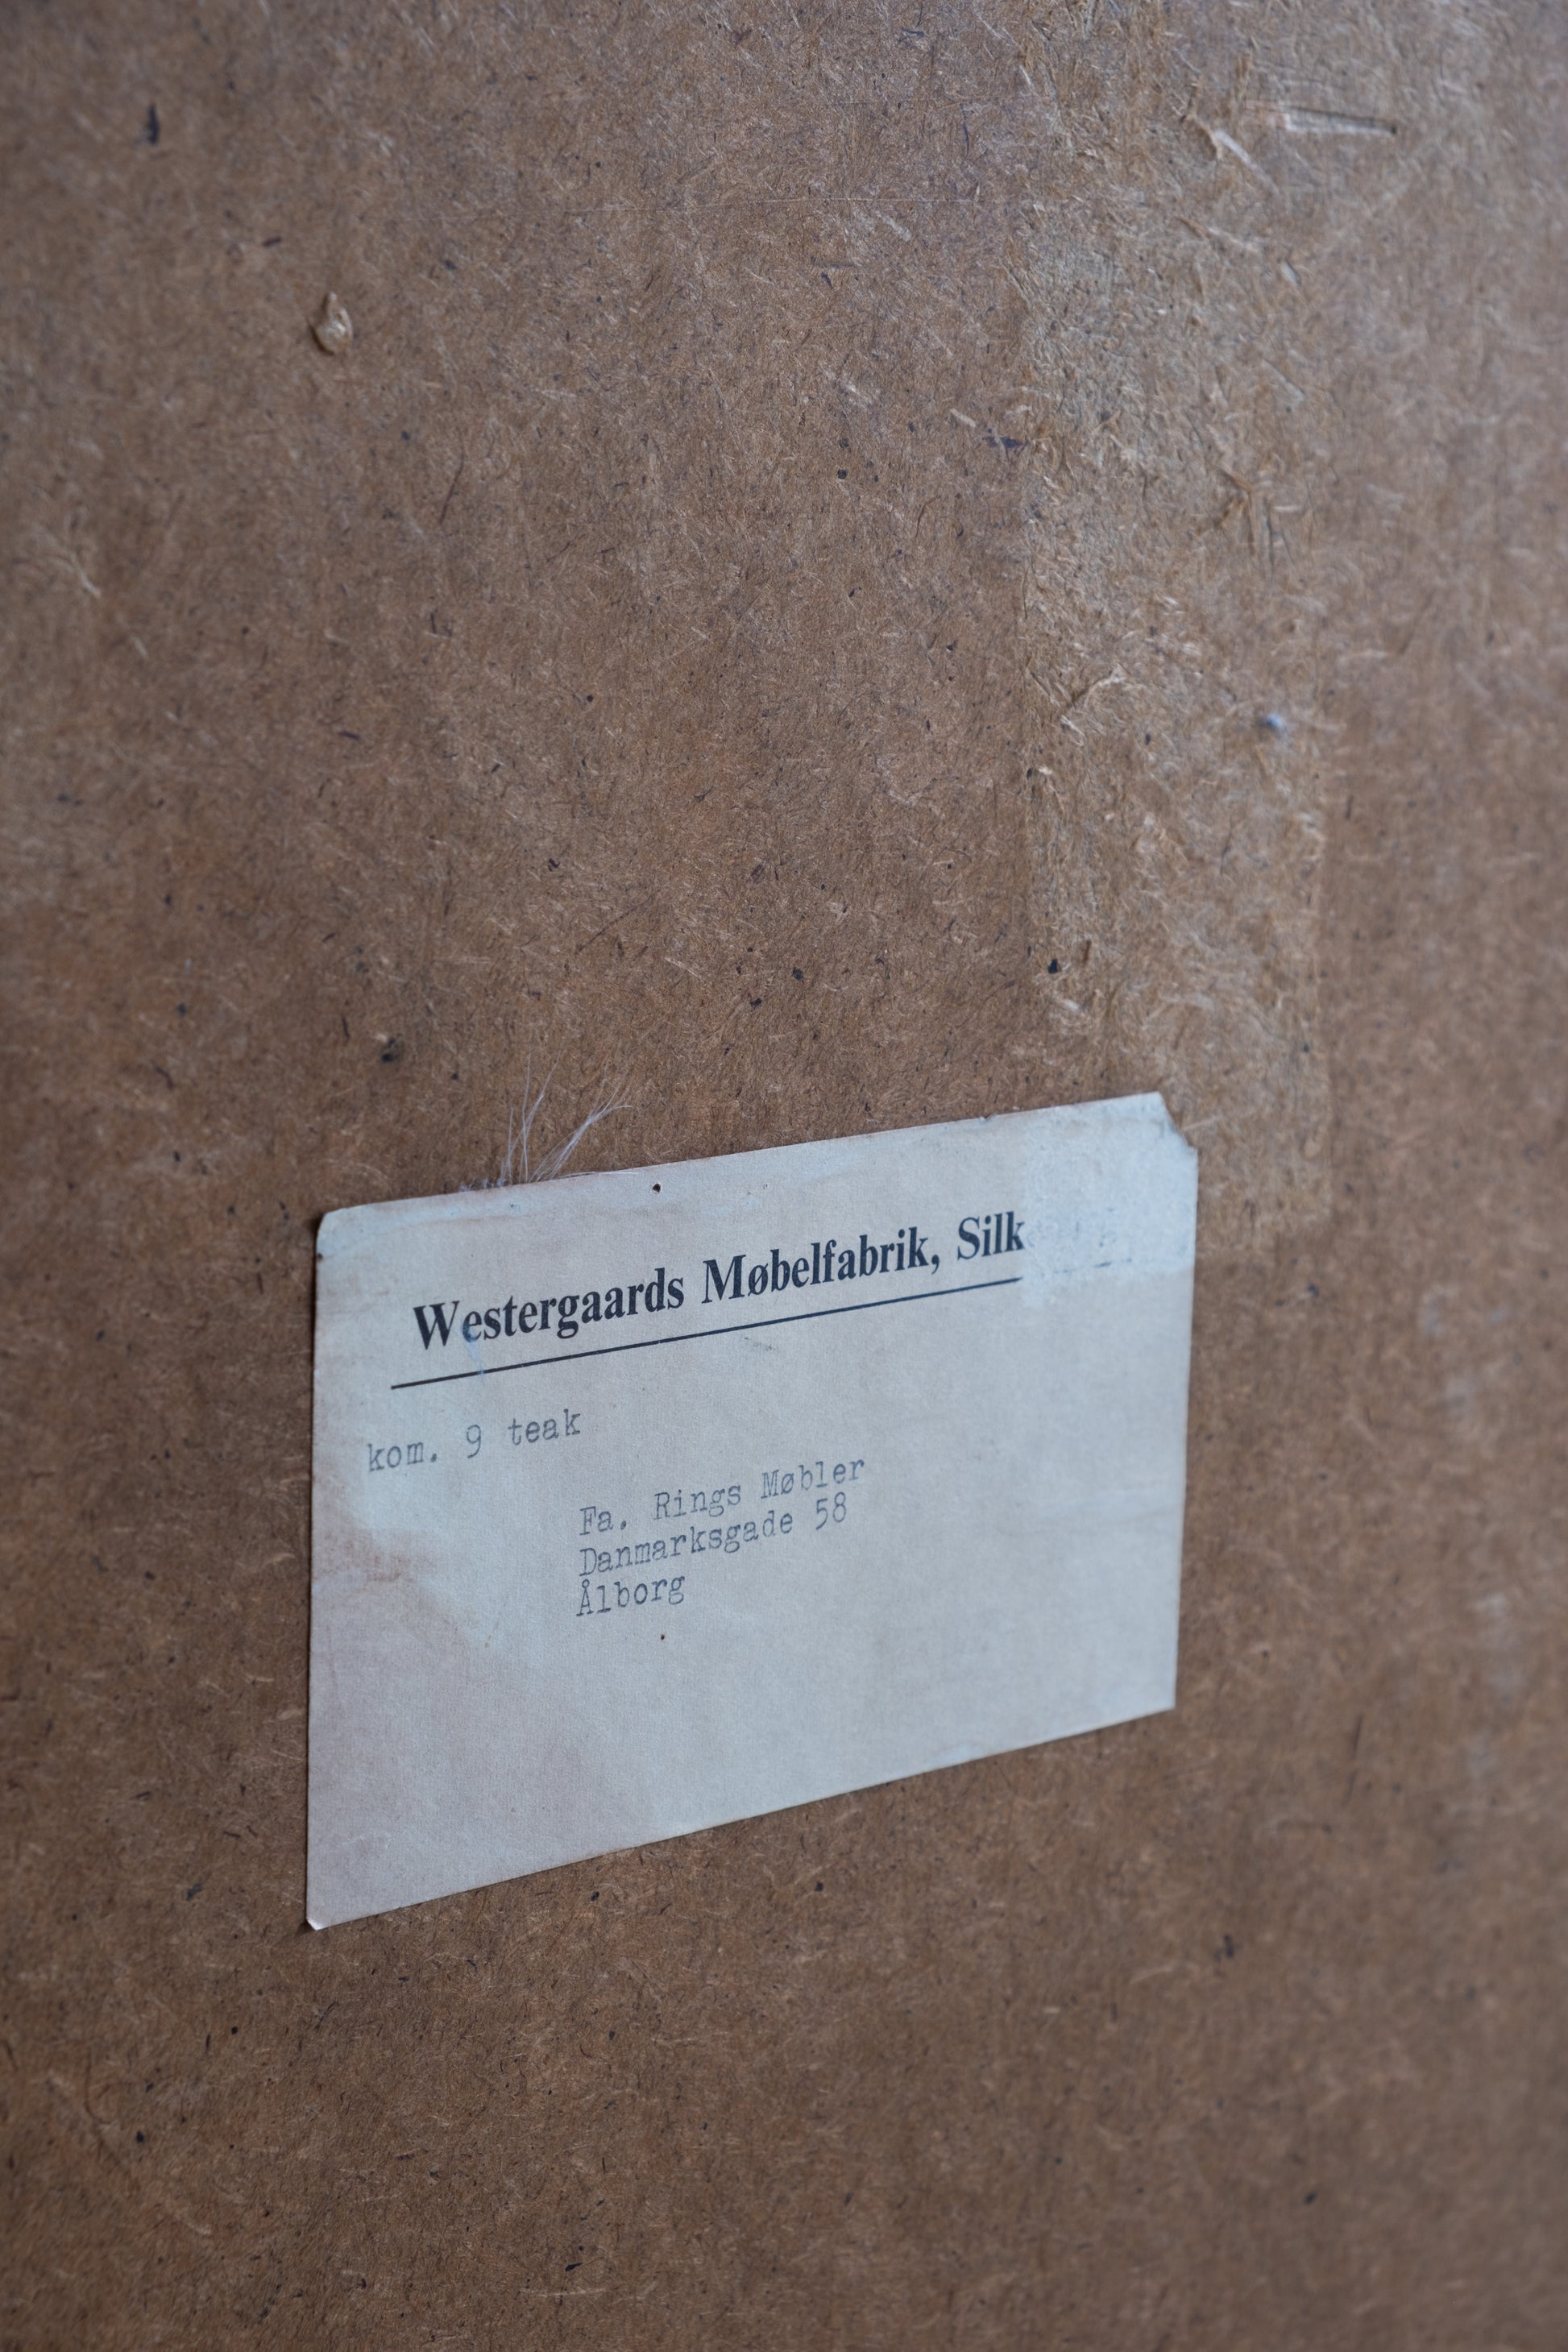 Westergaards Møbelfabrik, Silk
kom. 9 teak
Fa. Rings Møbler
Danmarksgade 58
Ålborg